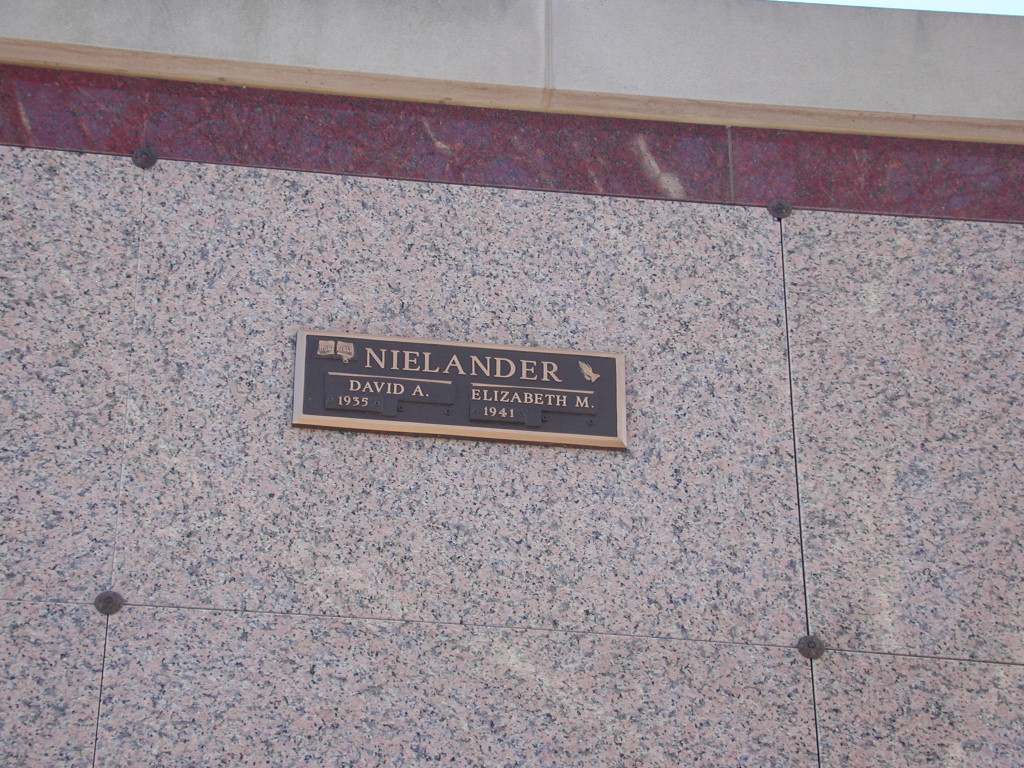 NIELANDER
DAVID A. ELIZABETH M.
1935 1941